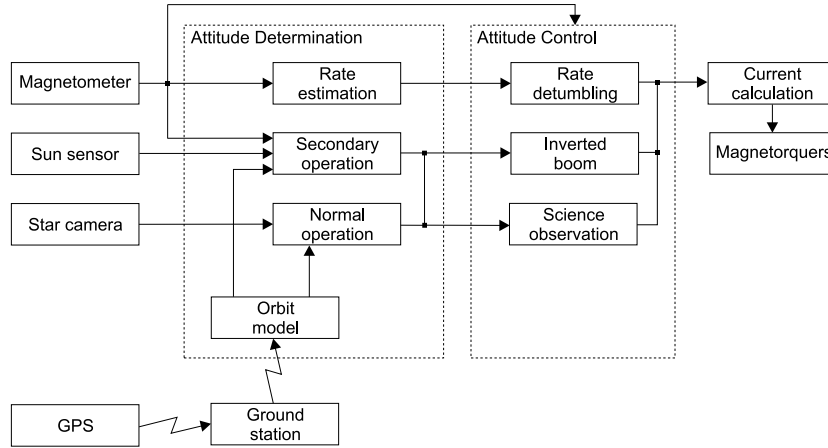 Attitude Determination
Attitude Control
Magnetometer
Rate
estimation
Rate
detumbling
Current
calculation
Sun sensor
Secondary
operation
Inverted
boom
Magnetorquers
Star camera
Normal
operation
Science
observation
Orbit
model
GPS
Ground
station